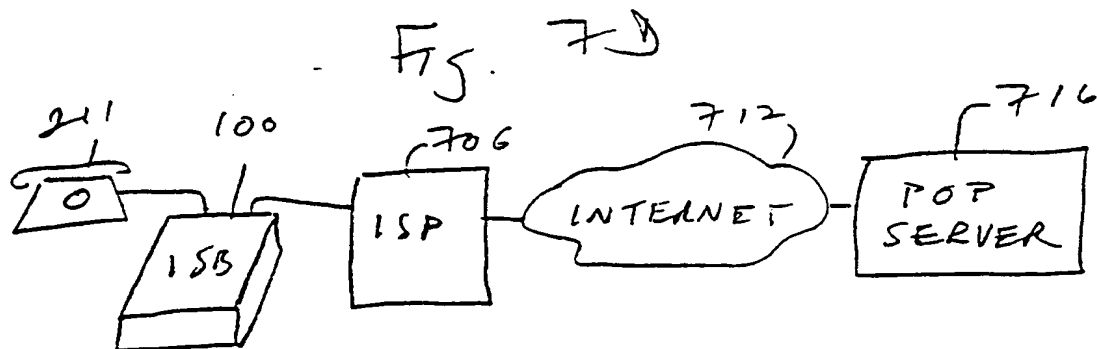 Fig. 7D
211
100
706
712
716
ISB
ISP
INTERNET
POP
SERVER